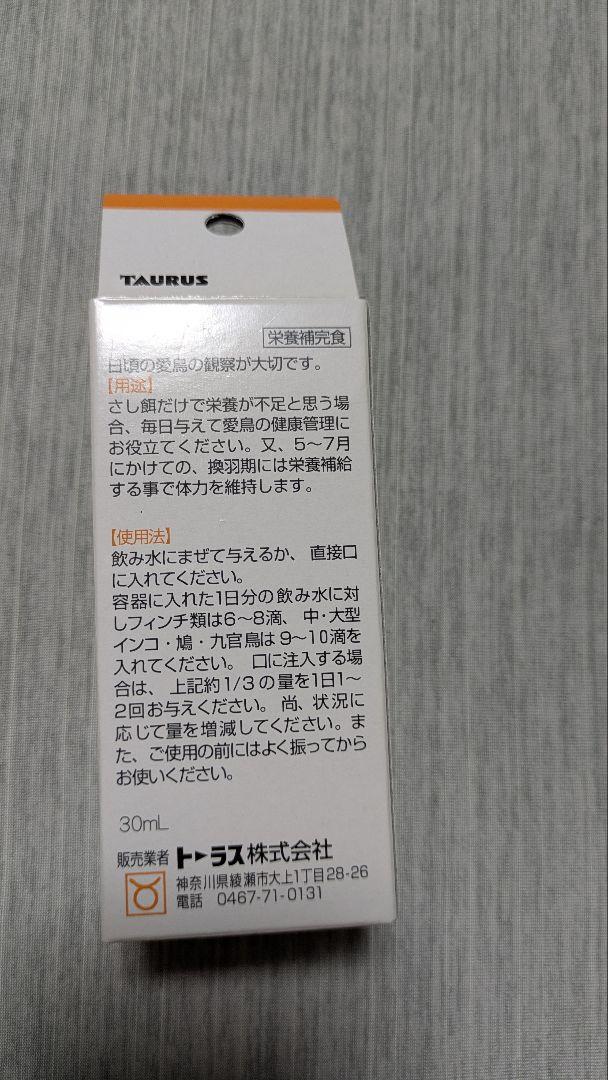 TAURUS
栄養補完食
日頃の愛鳥の観察が大切です。
【用途】
さし餌だけで栄養が不足と思う場
合、毎日与えて愛鳥の健康管理に
お役立てください。又、5〜7月
にかけての、換羽期には栄養補給
する事で体力を維持します。
【使用法】
飲み水にまぜて与えるか、直接口
に入れてください。
容器に入れた1日分の飲み水に対
しフィンチ類は6〜8滴、中・大型
インコ・鳩・九官鳥は9〜10滴を
入れてください。口に注入する場
合は、上記約1/3の量を1日1〜
2回お与えください。尚、状況に
応じて量を増減してください。ま
た、ご使用の前にはよく振ってから
お使いください。
30mL
販売業者 トーラス株式会社
神奈川県綾瀬市大上1丁目28-26
電話 0467-71-0131